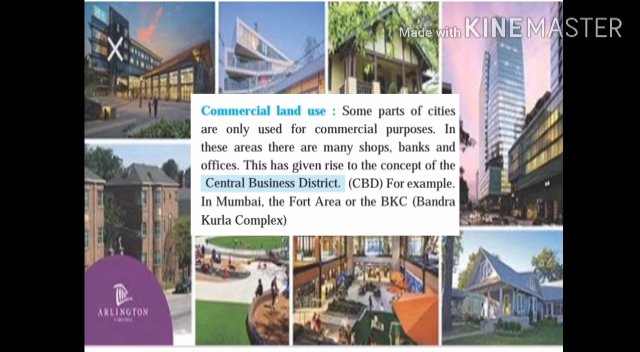 Made with KINEMASTER
Commercial land use : Some parts of cities
are only used for commercial purposes. In
these areas there are many shops, banks and
offices. This has given rise to the concept of the
Central Business District. (CBD) For example.
In Mumbai, the Fort Area or the BKC (Bandra
Kurla Complex)
ARLINGTON
VIRGINIA